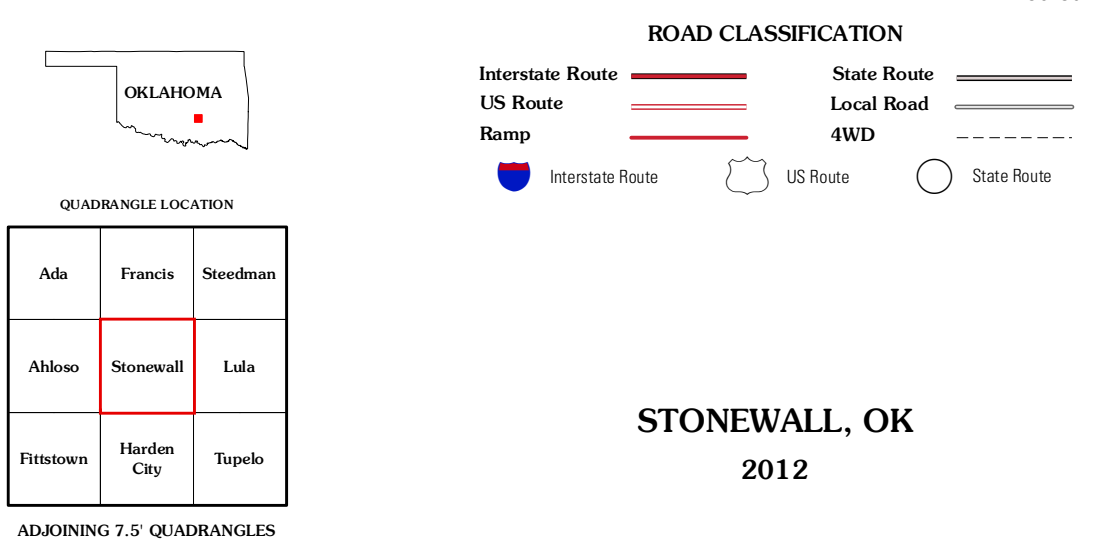 OKLAHOMA
QUADRANGLE LOCATION
Ada
Francis
Steedman
Ahloso
Stonewall
Lula
Fittstown
Harden
City
Tupelo
ADJOINING 7.5' QUADRANGLES
ROAD CLASSIFICATION
Interstate Route
State Route
US Route
Local Road
Ramp
4WD
Interstate Route
US Route
State Route
STONEWALL, OK
2012